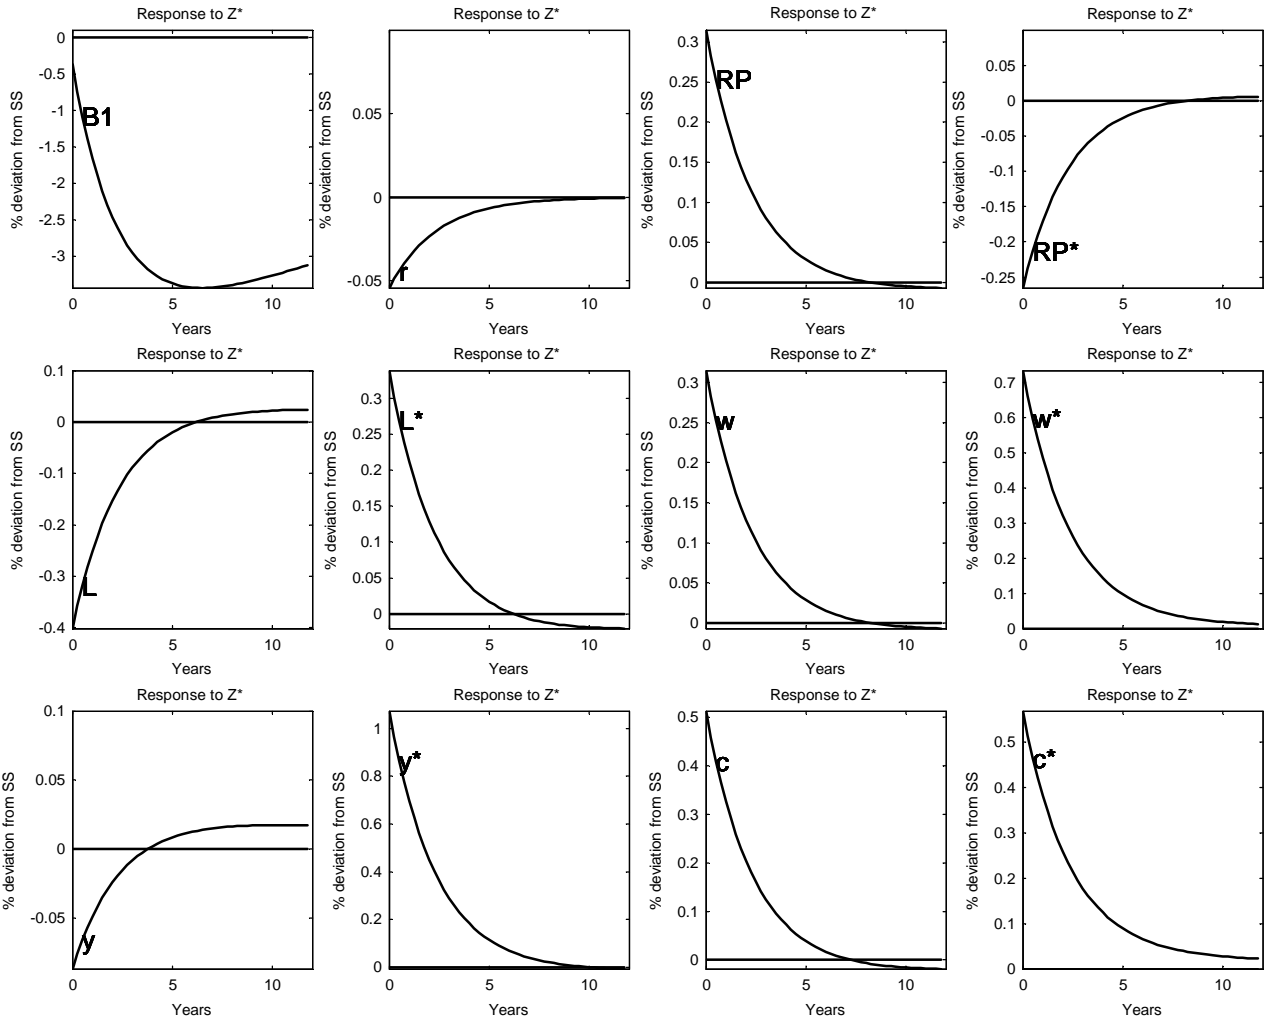 Response to Z*
% deviation from SS
0
-0.5
-1
-1.5
-2
-2.5
-3
B1
0 5 10
Years
Response to Z*
% deviation from SS
0.05
0
-0.05
r
0 5 10
Years
Response to Z*
% deviation from SS
0.3
0.25
0.2
0.15
0.1
0.05
0
RP
0 5 10
Years
Response to Z*
% deviation from SS
0.05
0
-0.05
-0.1
-0.15
-0.2
-0.25
RP*
0 5 10
Years
Response to Z*
% deviation from SS
0.1
0
-0.1
-0.2
-0.3
-0.4
L
0 5 10
Years
Response to Z*
% deviation from SS
0.3
0.25
0.2
0.15
0.1
0.05
0
L*
0 5 10
Years
Response to Z*
% deviation from SS
0.3
0.25
0.2
0.15
0.1
0.05
0
w
0 5 10
Years
Response to Z*
% deviation from SS
0.7
0.6
0.5
0.4
0.3
0.2
0.1
0
w*
0 5 10
Years
Response to Z*
% deviation from SS
0.1
0.05
0
-0.05
y
0 5 10
Years
Response to Z*
% deviation from SS
1
0.8
0.6
0.4
0.2
0
y*
0 5 10
Years
Response to Z*
% deviation from SS
0.5
0.4
0.3
0.2
0.1
0
c
0 5 10
Years
Response to Z*
% deviation from SS
0.5
0.4
0.3
0.2
0.1
0
c*
0 5 10
Years